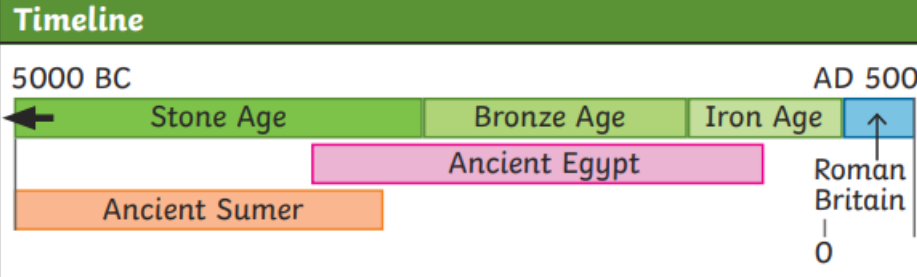 Timeline
5000 BC AD 500
Stone Age Bronze Age Iron Age
Ancient Egypt
Roman
Britain
Ancient Sumer
0